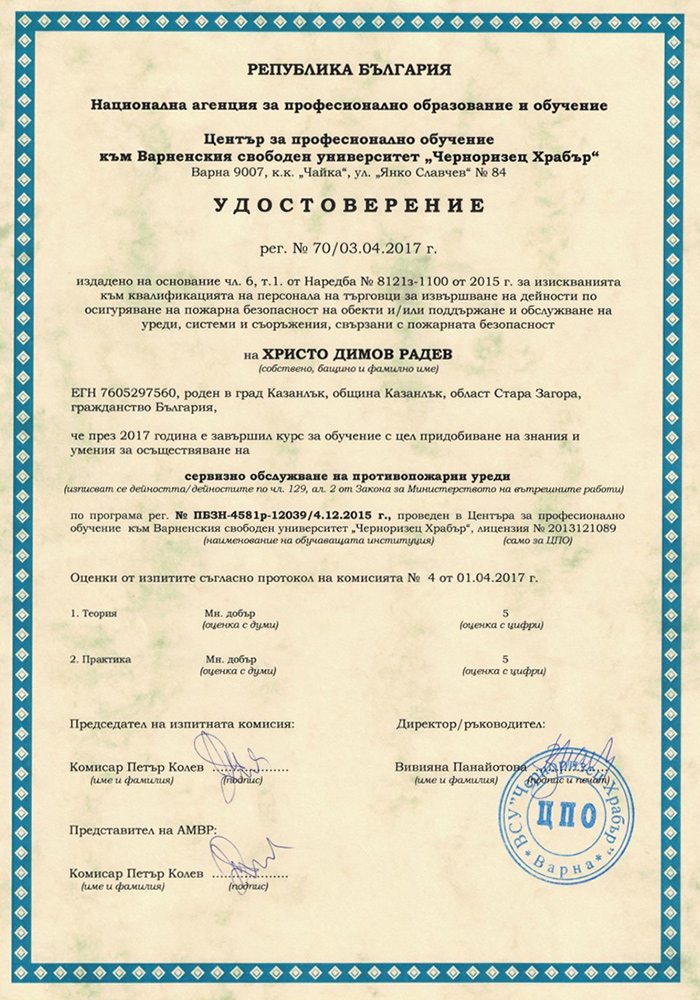 РЕПУБЛИКА БЪЛГАРИЯ
Национална агенция за професионално образование и обучение
Център за професионално обучение
към Варненския свободен университет „Черноризец Храбър“
Варна 9007, к.к. „Чайка“, ул. „Янко Славчев“ № 84
УДОСТОВЕРЕНИЕ
рег. № 70/03.04.2017 г.
издадено на основание чл. 6, т.1. от Наредба № 8121з-1100 от 2015 г. за изискванията
към квалификацията на персонала на търговци за извършване на дейности по
осигуряване на пожарна безопасност на обекти и/или поддържане и обслужване на
уреди, системи и съоръжения, свързани с пожарната безопасност
на ХРИСТО ДИМОВ РАДЕВ
(собствено, бащино и фамилно име)
ЕГН 7605297560, роден в град Казанлък, община Казанлък, област Стара Загора,
гражданство България,
че през 2017 година е завършил курс за обучение с цел придобиване на знания и
умения за осъществяване на
сервизно обслужване на противопожарни уреди
(изписват се дейността/дейностите по чл. 129, ал. 2 от Закона за Министерството на вътрешните работи)
по програма рег. № ПБЗН-4581р-12039/4.12.2015 г., проведен в Центъра за професионално
обучение към Варненския свободен университет „Черноризец Храбър“, лицензия № 2013121089
(наименование на обучаващата институция) (само за ЦПО)
Оценки от изпитите съгласно протокол на комисията № 4 от 01.04.2017 г.
1. Теория Мн. добър 5
(оценка с думи) (оценка с цифри)
2. Практика Мн. добър 5
(оценка с думи) (оценка с цифри)
Председател на изпитната комисия: Директор/ръководител:
Комисар Петър Колев .................. Вивияна Панайотова ..................
(име и фамилия) (подпис) (име и фамилия) (подпис и печат)
Представител на АМВР:
Комисар Петър Колев ..................
(име и фамилия) (подпис)
ВСУ "Черноризец Храбър"
ЦПО
* Варна *